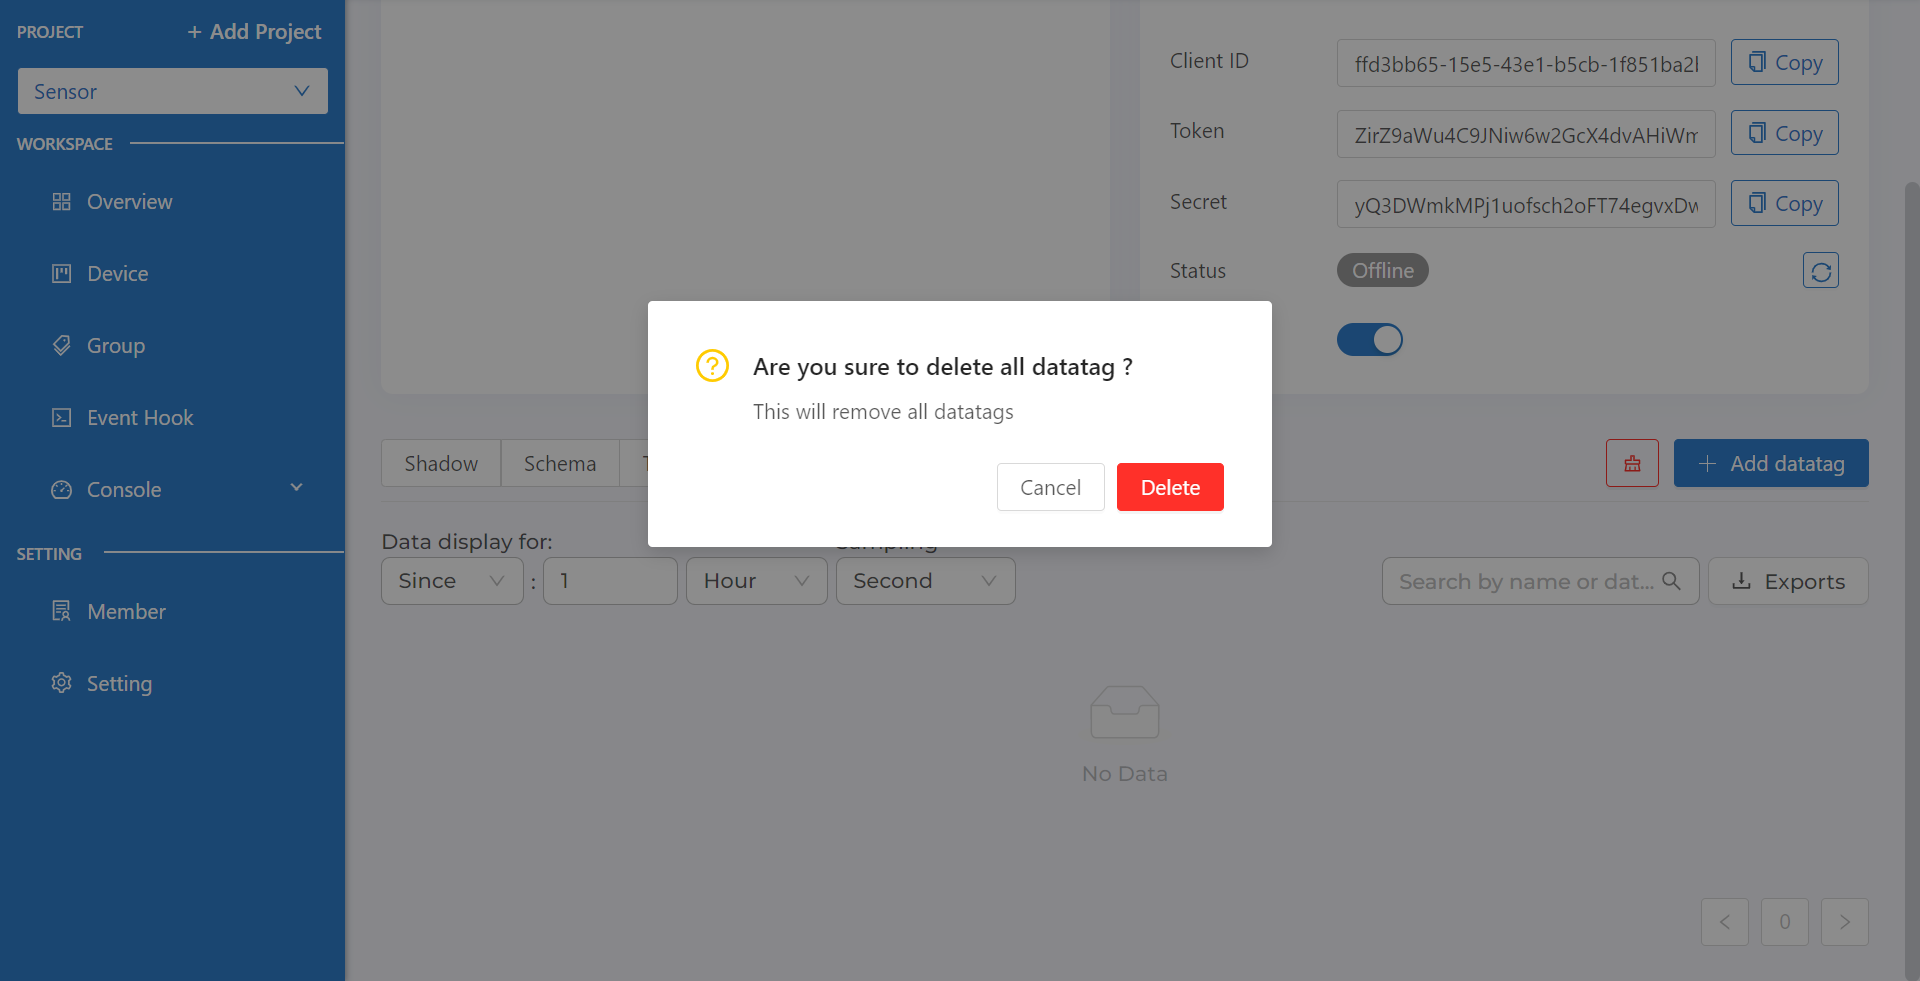 PROJECT
+ Add Project
Sensor
WORKSPACE
Overview
Device
Group
Event Hook
Console
SETTING
Member
Setting
Client ID
ffd3bb65-15e5-43e1-b5cb-1f851ba2
Copy
Token
ZirZ9aWu4C9JNiw6w2GcX4dvAHiWm
Copy
Secret
yQ3DWmkMPj1uofsch2oFT74egvxDw
Copy
Status
Offline
? Are you sure to delete all datatag ?
This will remove all datatags
Cancel
Delete
Shadow
Schema
+ Add datatag
Data display for:
Sampling
Since
:
1
Hour
Second
Search by name or dat...
Exports
No Data
<
0
>